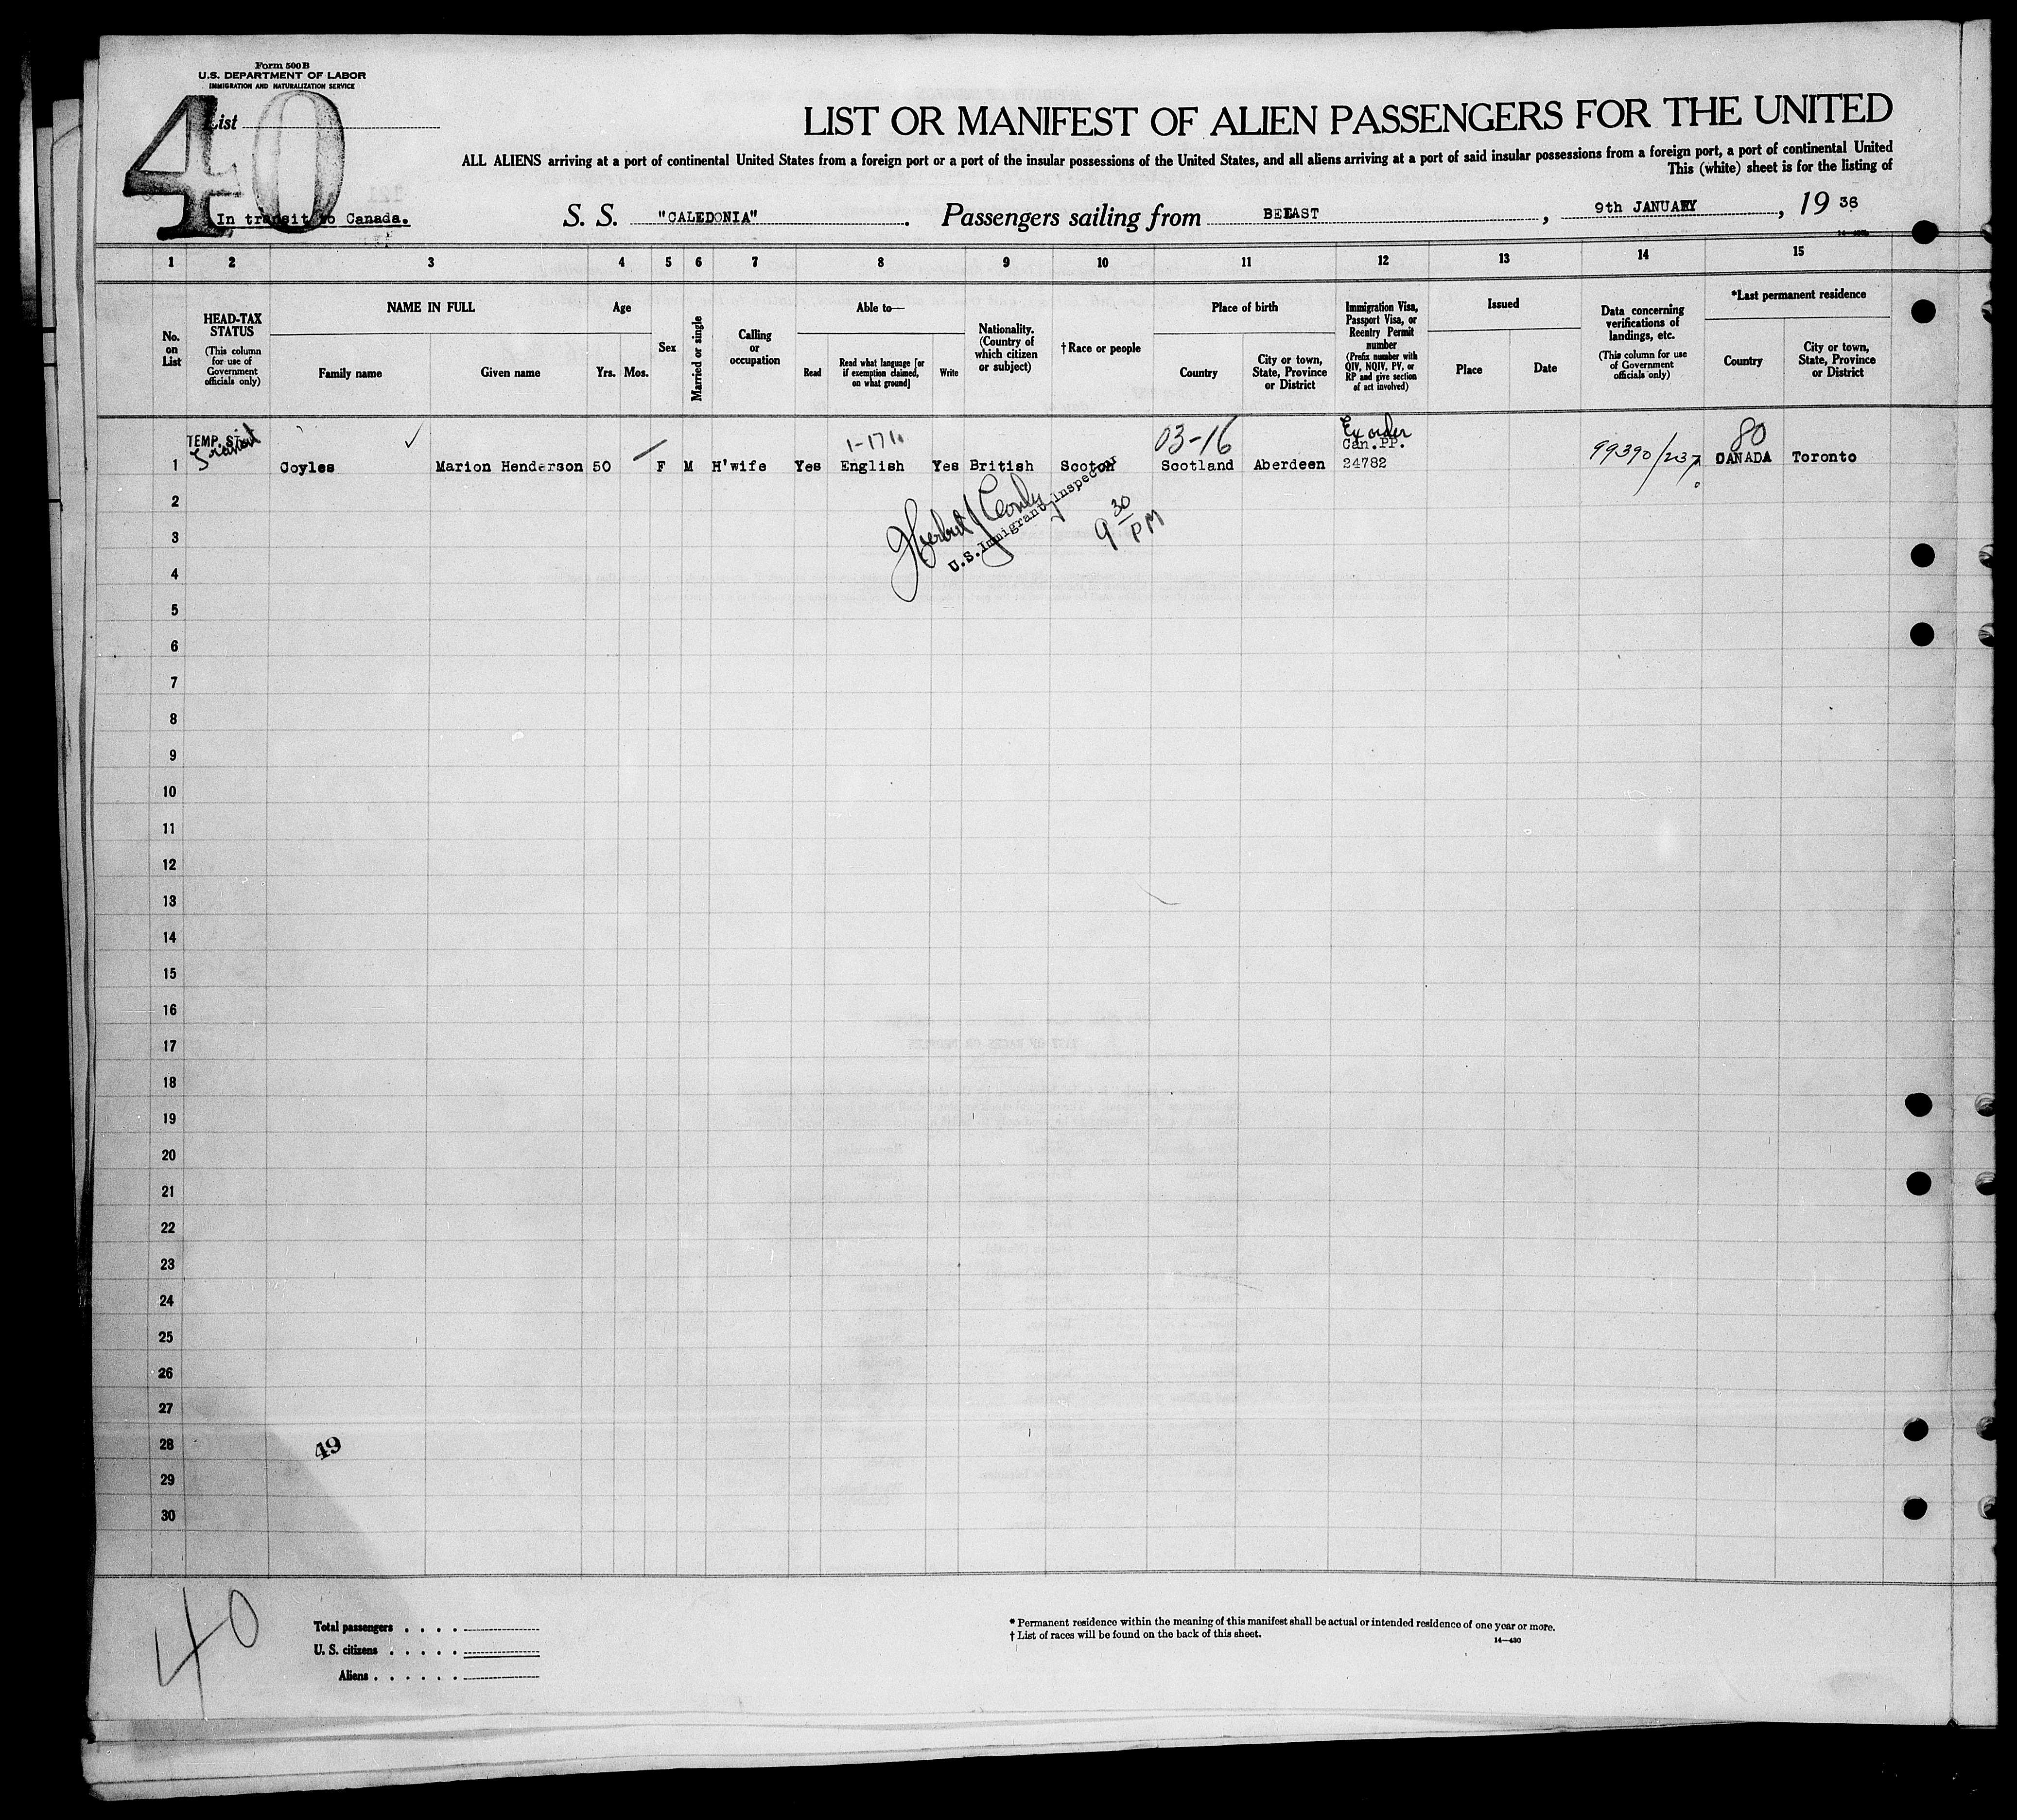 Form 500 B
U.S. DEPARTMENT OF LABOR
IMMIGRATION AND NATURALIZATION SERVICE
40
List
In transit to Canada.
LIST OR MANIFEST OF ALIEN PASSENGERS FOR THE UNITED
ALL ALIENS arriving at a port of continental United States from a foreign port or a port of the insular possessions of the United States, and all aliens arriving at a port of said insular possessions from a foreign port, a port of continental United
This (white) sheet is for the listing of
S. S. "CALEDONIA". Passengers sailing from BEEAST, 9th JANUARY, 19 36
1 2 3 4 5 6 7 8 9 10 11 12 13 14 15
No. on List
HEAD-TAX STATUS
(This column for use of Government officials only)
NAME IN FULL
Family name
Given name
Age
Yrs.
Mos.
Sex
Married or single
Calling or occupation
Able to—
Read
Read what language [or if exemption claimed, on what ground]
Write
Nationality. (Country of which citizen or subject)
† Race or people
Place of birth
Country
City or town, State, Province or District
Immigration Visa, Passport Visa, or Reentry Permit number
(Prefix number with QIV, NQIV, PV, or RP and give section of act involved)
Issued
Place
Date
Data concerning verifications of landings, etc.
(This column for use of Government officials only)
*Last permanent residence
Country
City or town, State, Province or District
TEMP. ST. Transit
1-171
03-16
Ex order
Can. PP.
99390/237
80
1 Coyles Marion Henderson 50 F M H'wife Yes English Yes British Scotch Scotland Aberdeen 24782 CANADA Toronto
U.S. Immigrant Inspector
9 30 PM
2
3
4
5
6
7
8
9
10
11
12
13
14
15
16
17
18
19
20
21
22
23
24
25
26
27
28
49
29
30
40
Total passengers
U. S. citizens
Aliens
* Permanent residence within the meaning of this manifest shall be actual or intended residence of one year or more.
† List of races will be found on the back of this sheet.
14—430